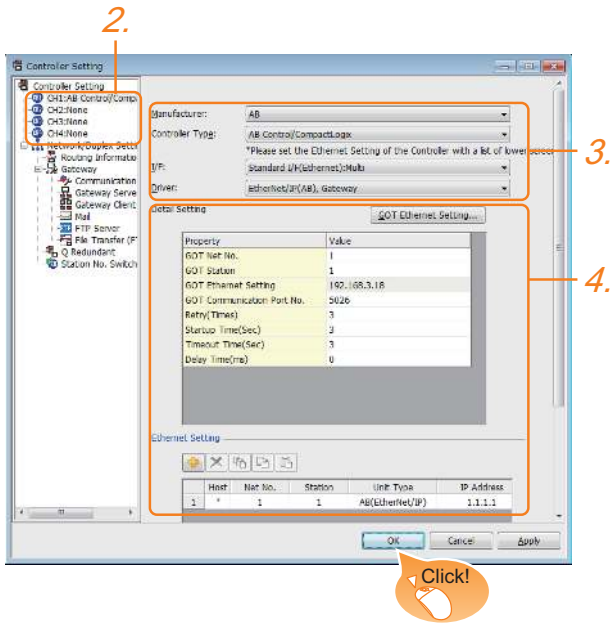 2.
Controller Setting
Controller Setting
CH1:AB Control/Compa
CH2:None
CH3:None
CH4:None
Network/Duplex Setti
Routing Informatio
Gateway
Communication
Gateway Serve
Gateway Client
Mail
FTP Server
File Transfer (F
Q Redundant
Station No. Switch
Manufacturer: AB
Controller Type: AB Control/CompactLogix
*Please set the Ethernet Setting of the Controller with a list of lower screen
3.
I/F: Standard I/F(Ethernet):Multi
Driver: EtherNet/IP(AB), Gateway
Detail Setting
GOT Ethernet Setting...
Property Value
GOT Net No. 1
GOT Station 1
GOT Ethernet Setting 192.168.3.18
4.
GOT Communication Port No. 5026
Retry(Times) 3
Startup Time(Sec) 3
Timeout Time(Sec) 3
Delay Time(ms) 0
Ethernet Setting
Host Net No. Station Unit Type IP Address
1 * 1 1 AB(EtherNet/IP) 1.1.1.1
OK Cancel Apply
Click!